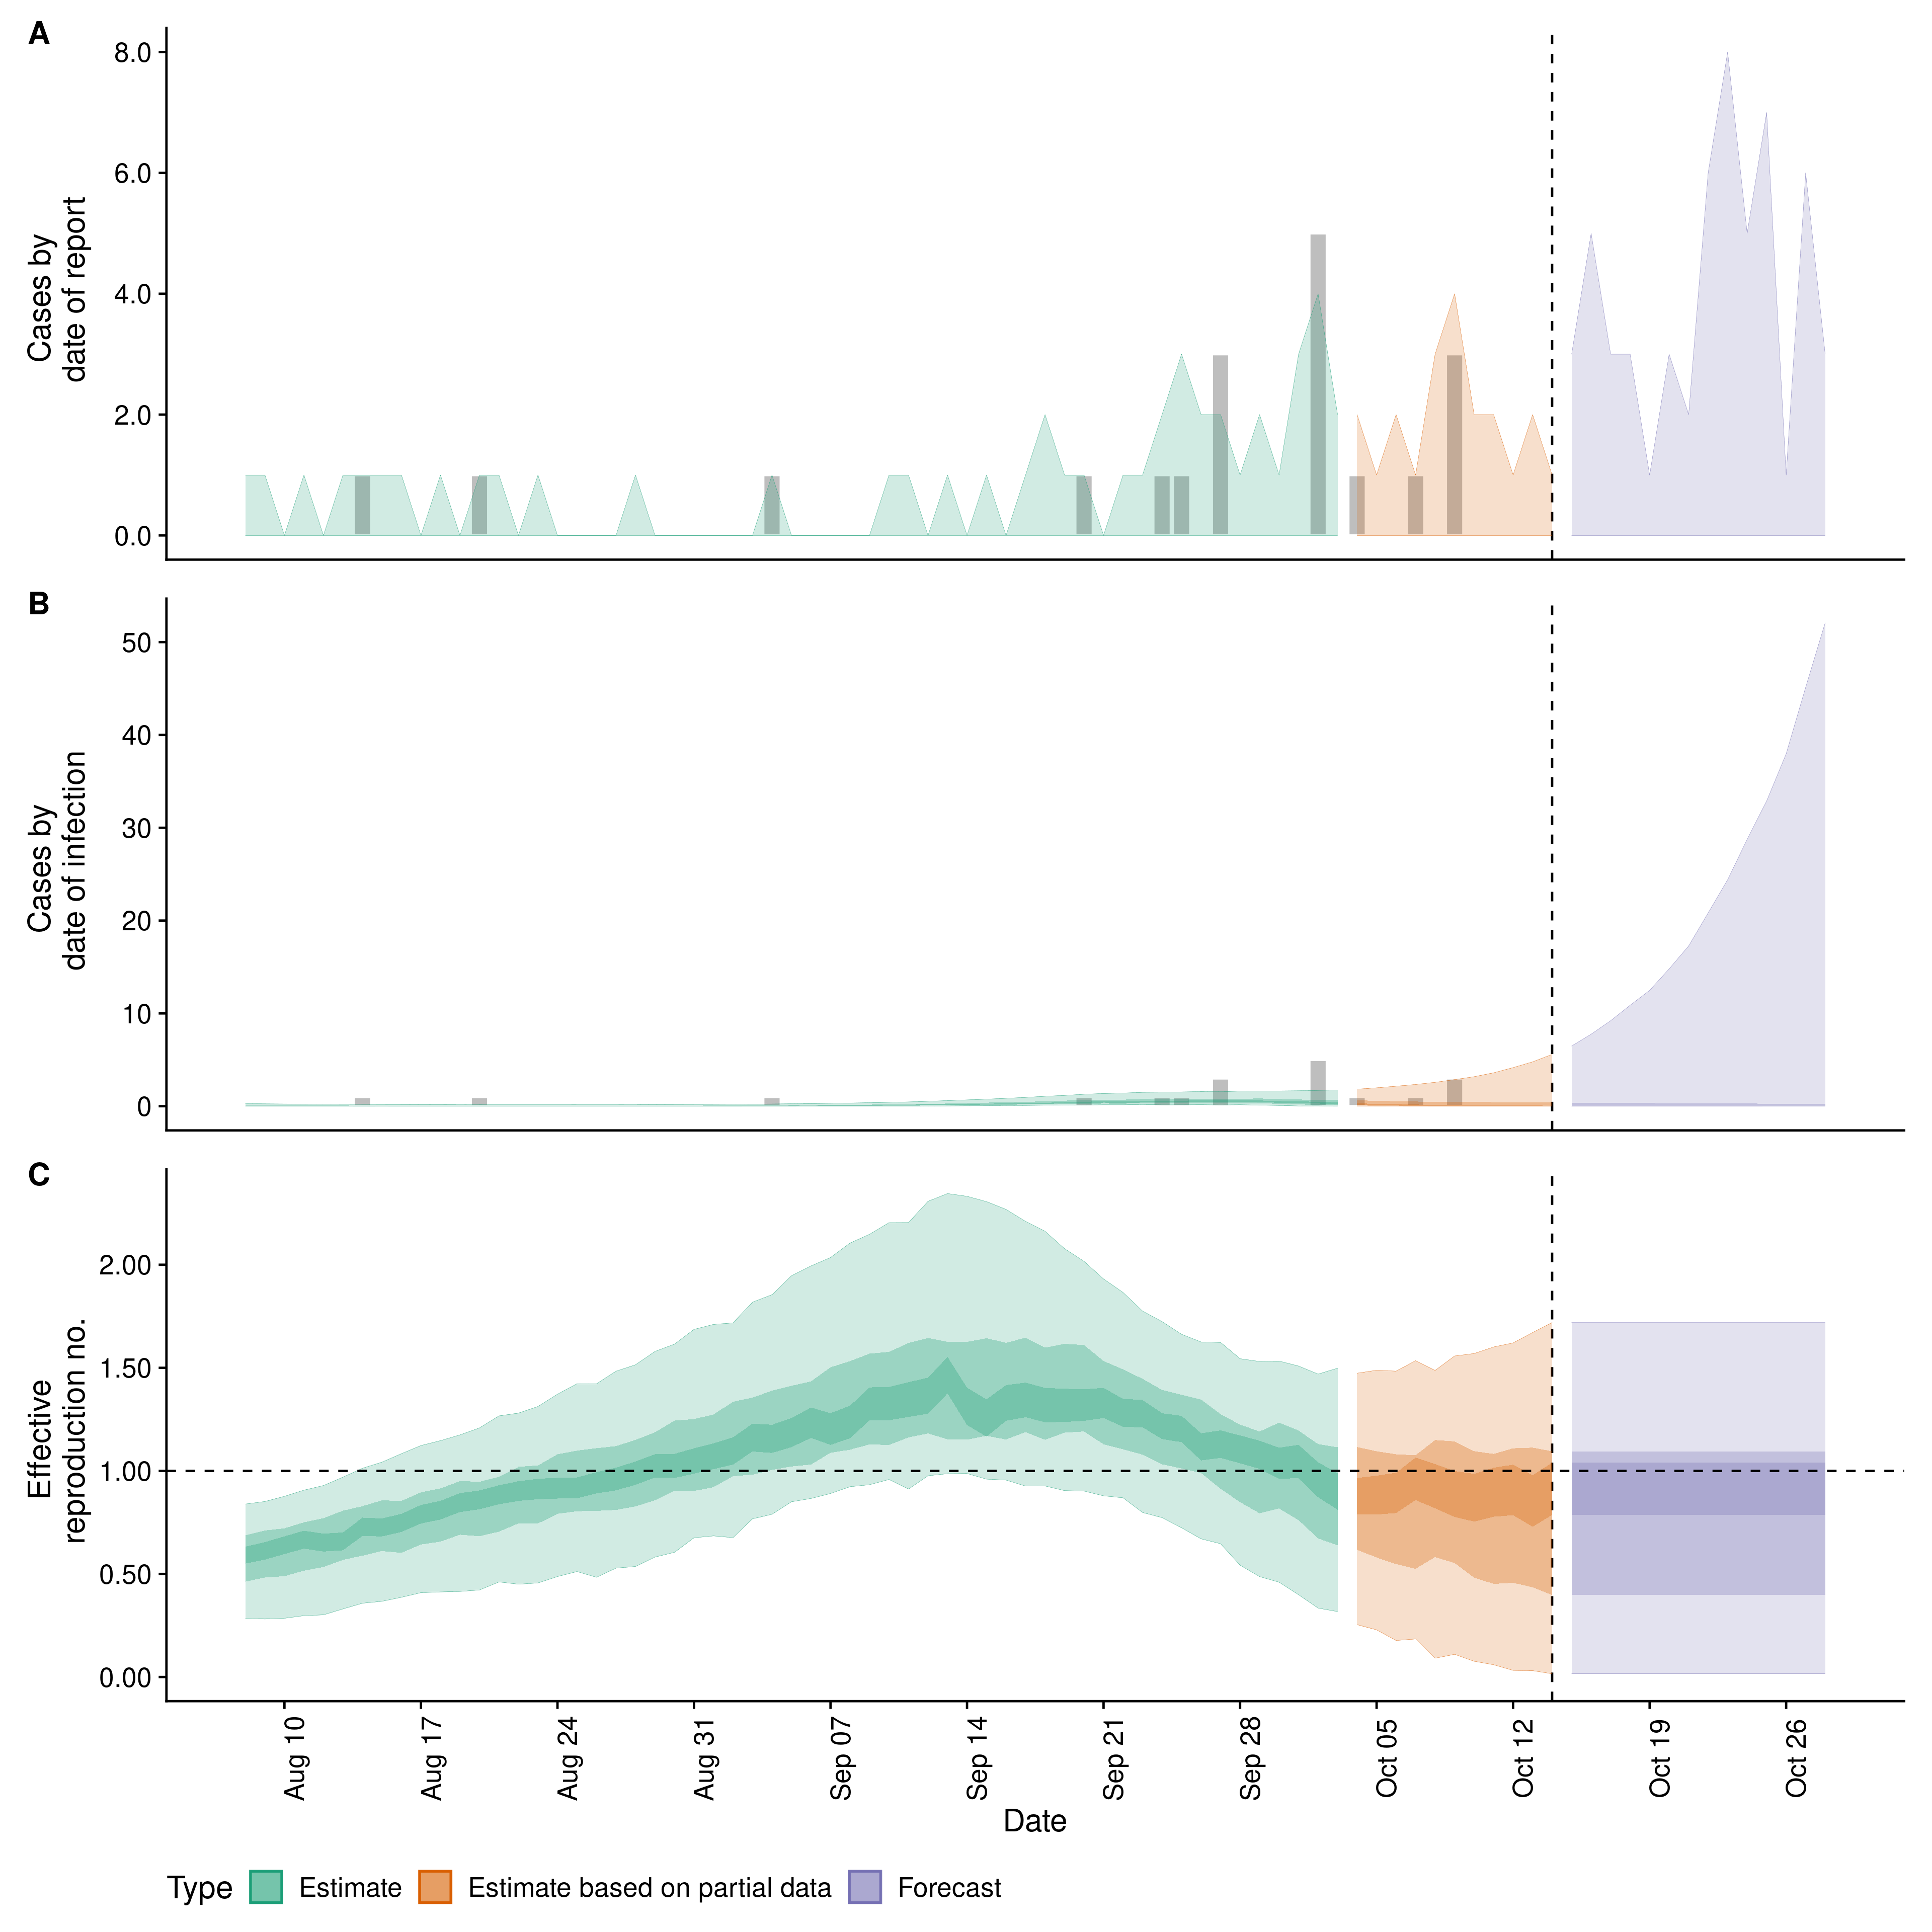 A
Cases by
date of report
8.0
6.0
4.0
2.0
0.0
B
Cases by
date of infection
50
40
30
20
10
0
C
Effective
reproduction no.
2.00
1.50
1.00
0.50
0.00
Aug 10
Aug 17
Aug 24
Aug 31
Sep 07
Sep 14
Sep 21
Sep 28
Oct 05
Oct 12
Oct 19
Oct 26
Date
Type Estimate Estimate based on partial data Forecast